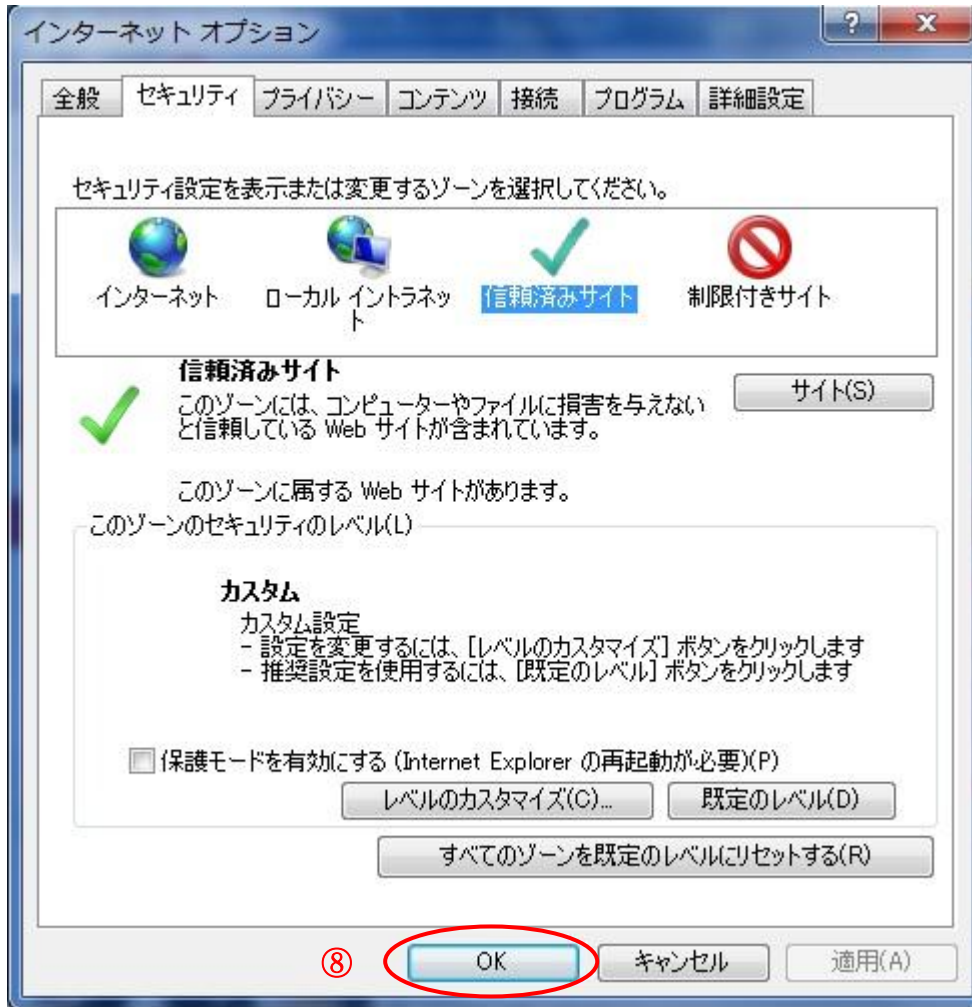 インターネット オプション
全般 セキュリティ プライバシー コンテンツ 接続 プログラム 詳細設定
セキュリティ設定を表示または変更するゾーンを選択してください。
インターネット
ローカル イントラネッ
ト
信頼済みサイト
制限付きサイト
信頼済みサイト
このゾーンには、コンピューターやファイルに損害を与えない
と信頼している Web サイトが含まれています。
サイト(S)
このゾーンに属する Web サイトがあります。
このゾーンのセキュリティのレベル(L)
カスタム
カスタム設定
- 設定を変更するには、[レベルのカスタマイズ] ボタンをクリックします
- 推奨設定を使用するには、[既定のレベル] ボタンをクリックします
保護モードを有効にする (Internet Explorer の再起動が必要)(P)
レベルのカスタマイズ(C)... 既定のレベル(D)
すべてのゾーンを既定のレベルにリセットする(R)
⑧ OK キャンセル 適用(A)